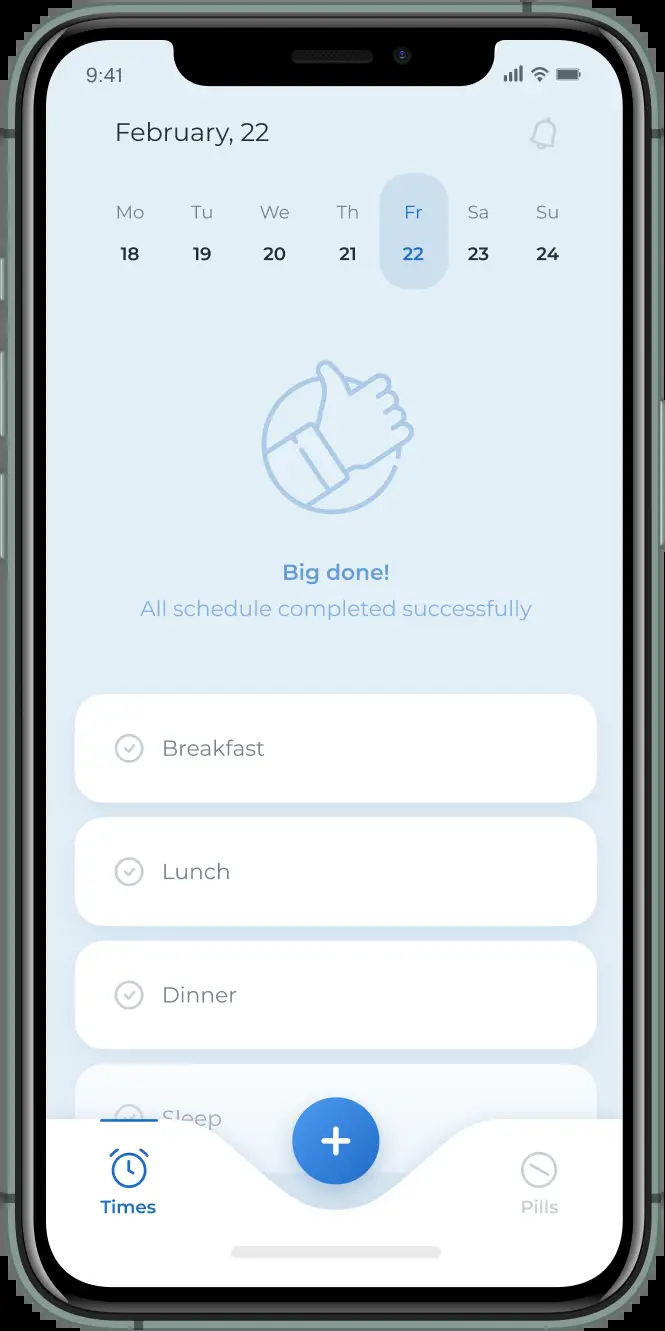 9:41
February, 22
Mo Tu We Th Fr Sa Su
18 19 20 21 22 23 24
Big done!
All schedule completed successfully
Breakfast
Lunch
Dinner
Sleep
Times Pills